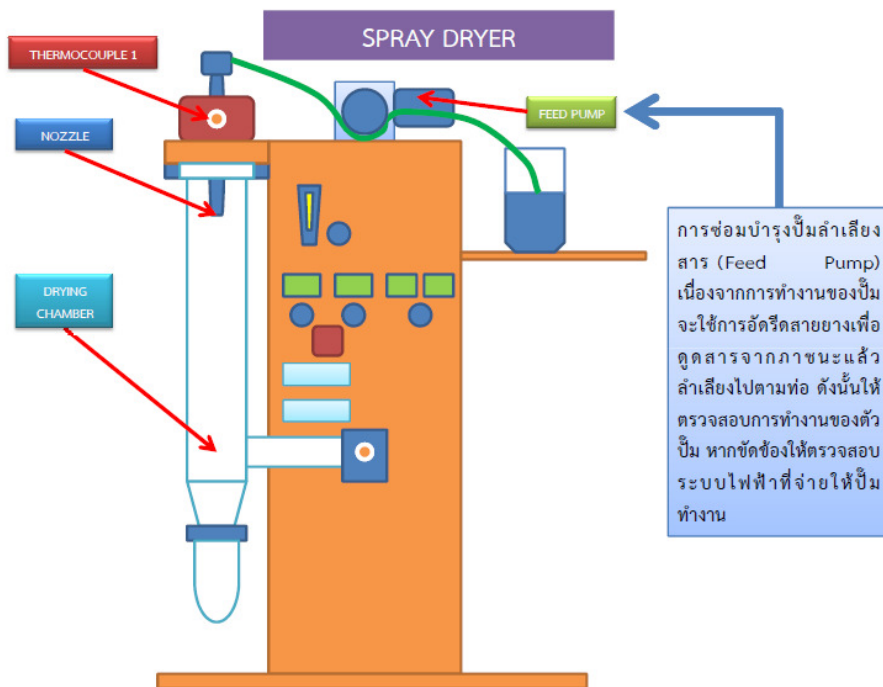 SPRAY DRYER
THERMOCOUPLE 1
NOZZLE
FEED PUMP
DRYING
CHAMBER
การซ่อมบำรุงปั๊มลำเลียง
สาร (Feed Pump)
เนื่องจากการทำงานของปั๊ม
จะใช้การอัดรีดสายยางเพื่อ
ดูดสารจากภาชนะแล้ว
ลำเลียงไปตามท่อ ดังนั้นให้
ตรวจสอบการทำงานของตัว
ปั๊ม หากขัดข้องให้ตรวจสอบ
ระบบไฟฟ้าที่จ่ายให้ปั๊ม
ทำงาน